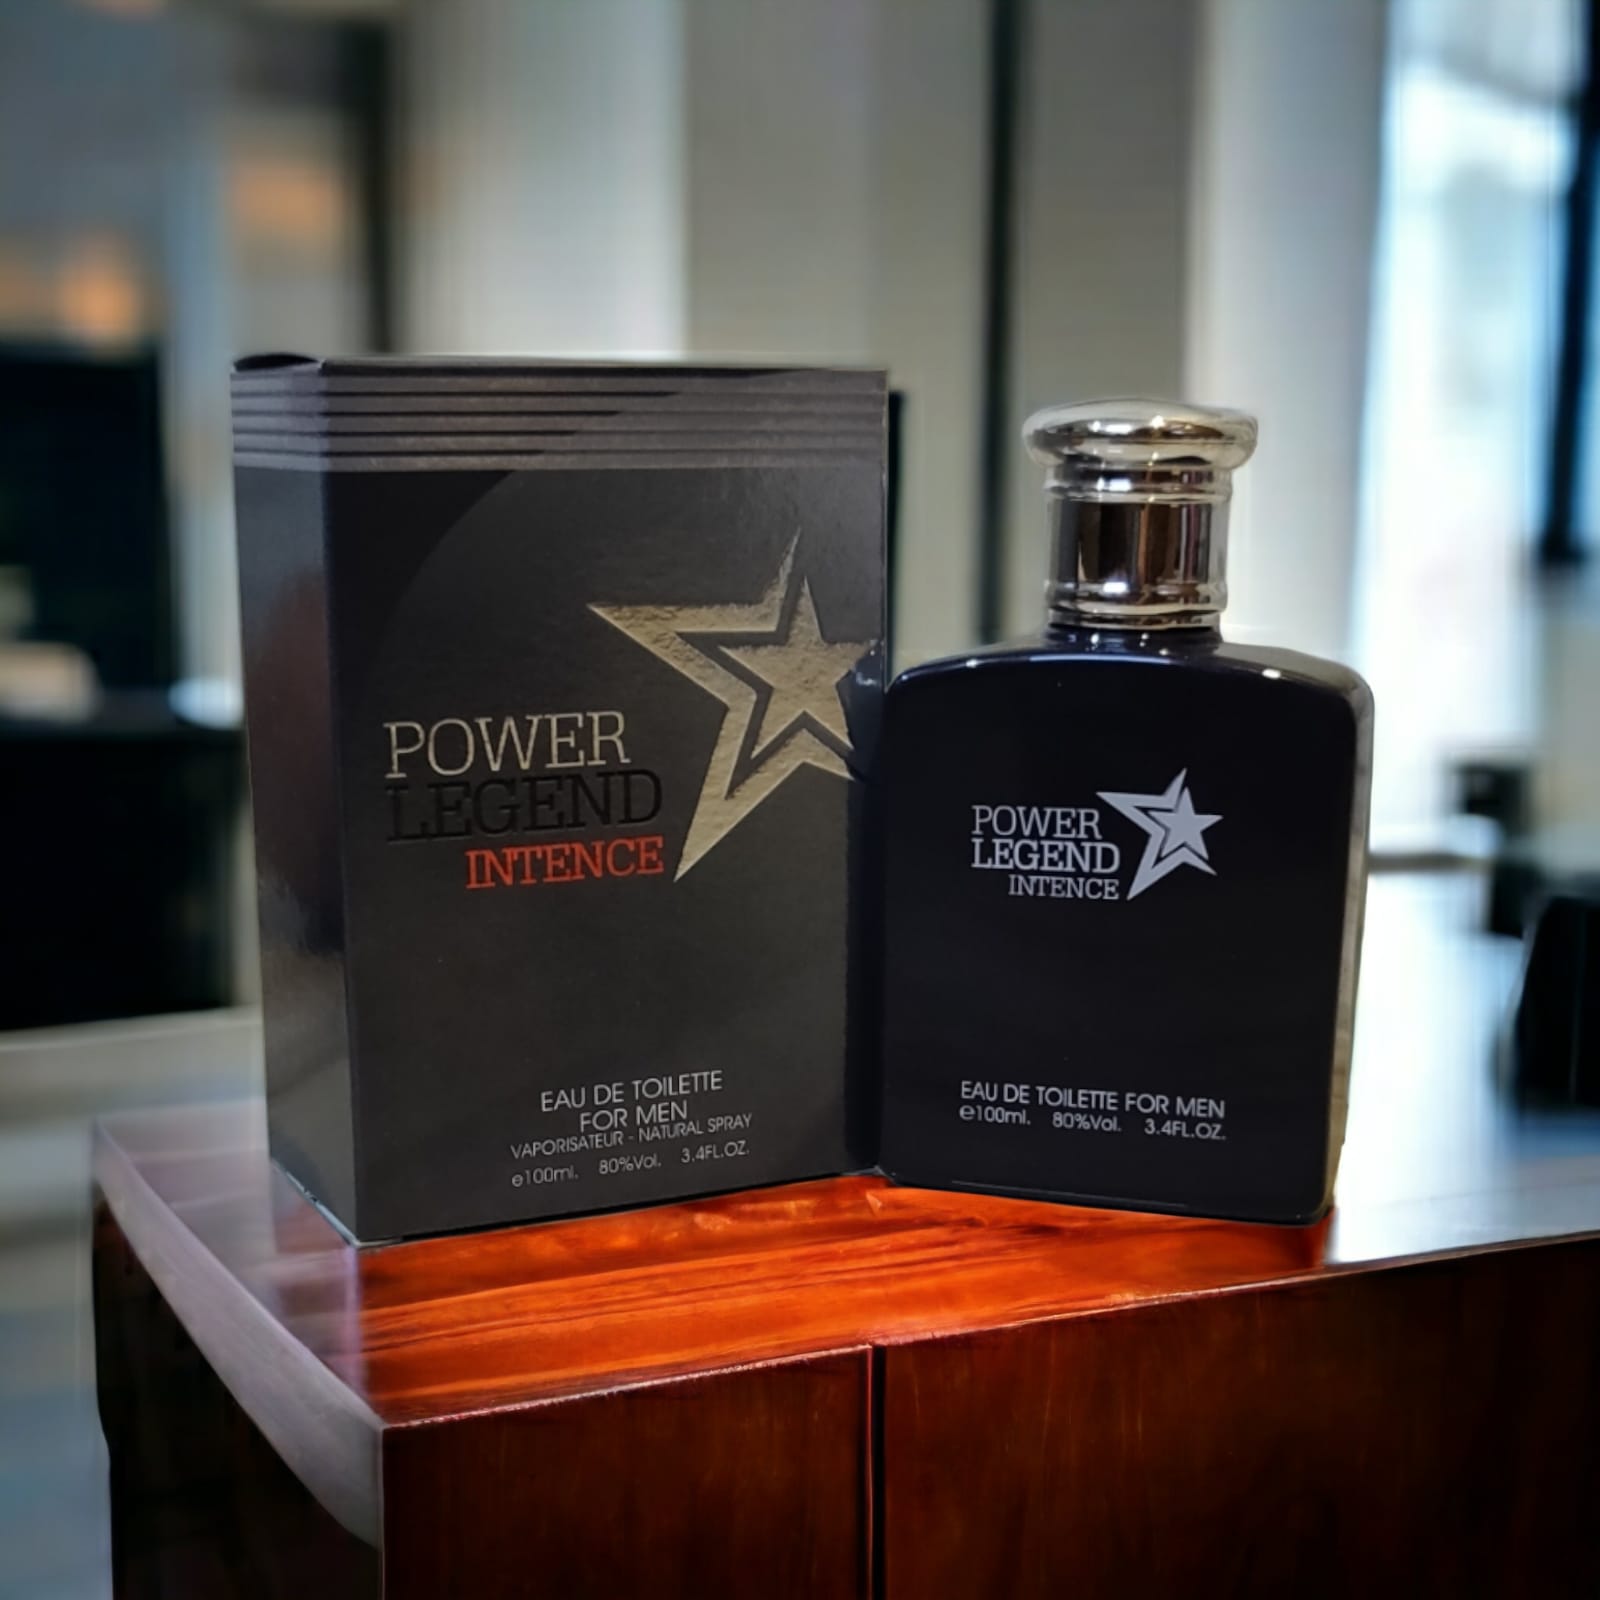 POWER
LEGEND
INTENCE
EAU DE TOILETTE
FOR MEN
VAPORISATEUR - NATURAL SPRAY
e100ml. 80%Vol. 3.4FL.OZ.
POWER
LEGEND
INTENCE
EAU DE TOILETTE FOR MEN
e100ml. 80%Vol. 3.4FL.OZ.